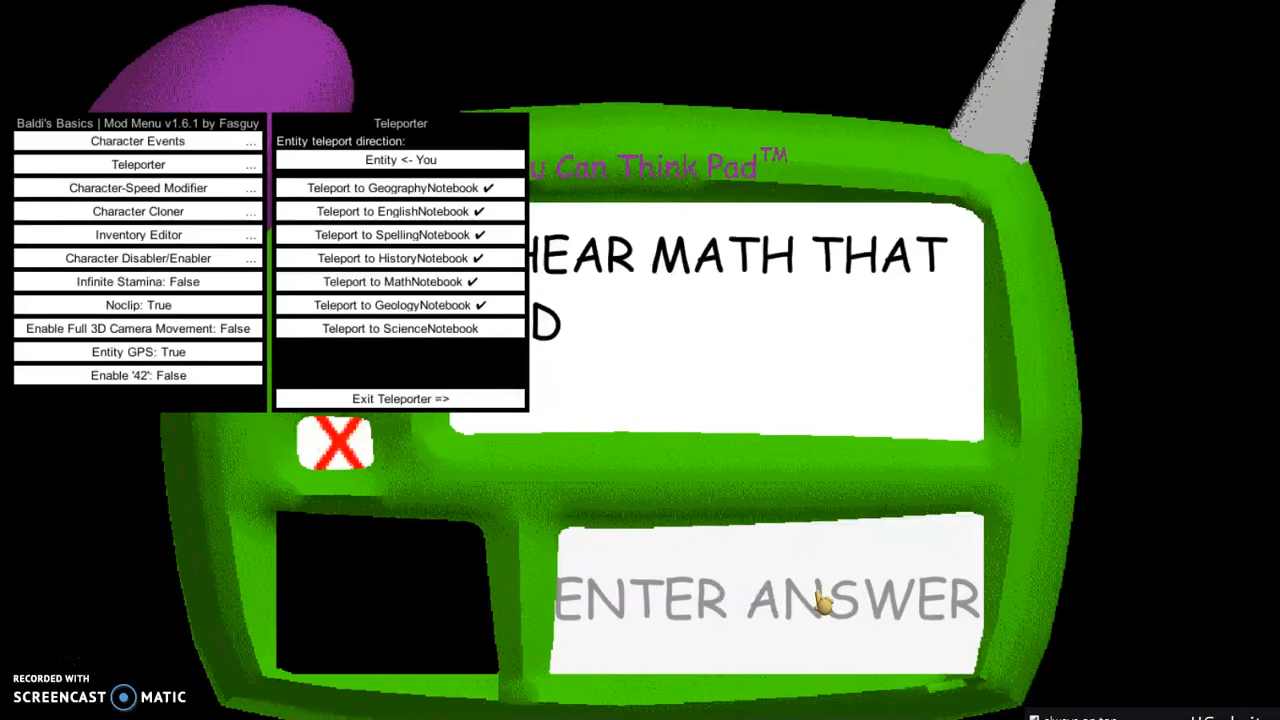 Baldi's Basics | Mod Menu v1.6.1 by Fasguy
Character Events ...
Teleporter ...
Character-Speed Modifier ...
Character Cloner ...
Inventory Editor ...
Character Disabler/Enabler ...
Infinite Stamina: False
Noclip: True
Enable Full 3D Camera Movement: False
Entity GPS: True
Enable '42': False
Teleporter
Entity teleport direction:
Entity <- You
Teleport to GeographyNotebook ✔
Teleport to EnglishNotebook ✔
Teleport to SpellingNotebook ✔
Teleport to HistoryNotebook ✔
Teleport to MathNotebook ✔
Teleport to GeologyNotebook ✔
Teleport to ScienceNotebook
Exit Teleporter =>
Can Think Pad™
HEAR MATH THAT
D
X
ENTER ANSWER
RECORDED WITH
SCREENCAST MATIC